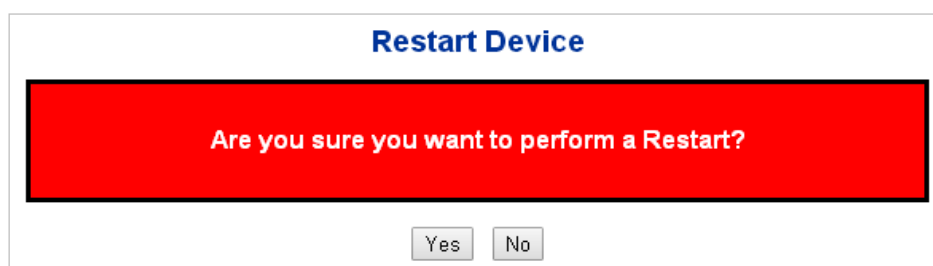 Restart Device
Are you sure you want to perform a Restart?
Yes No